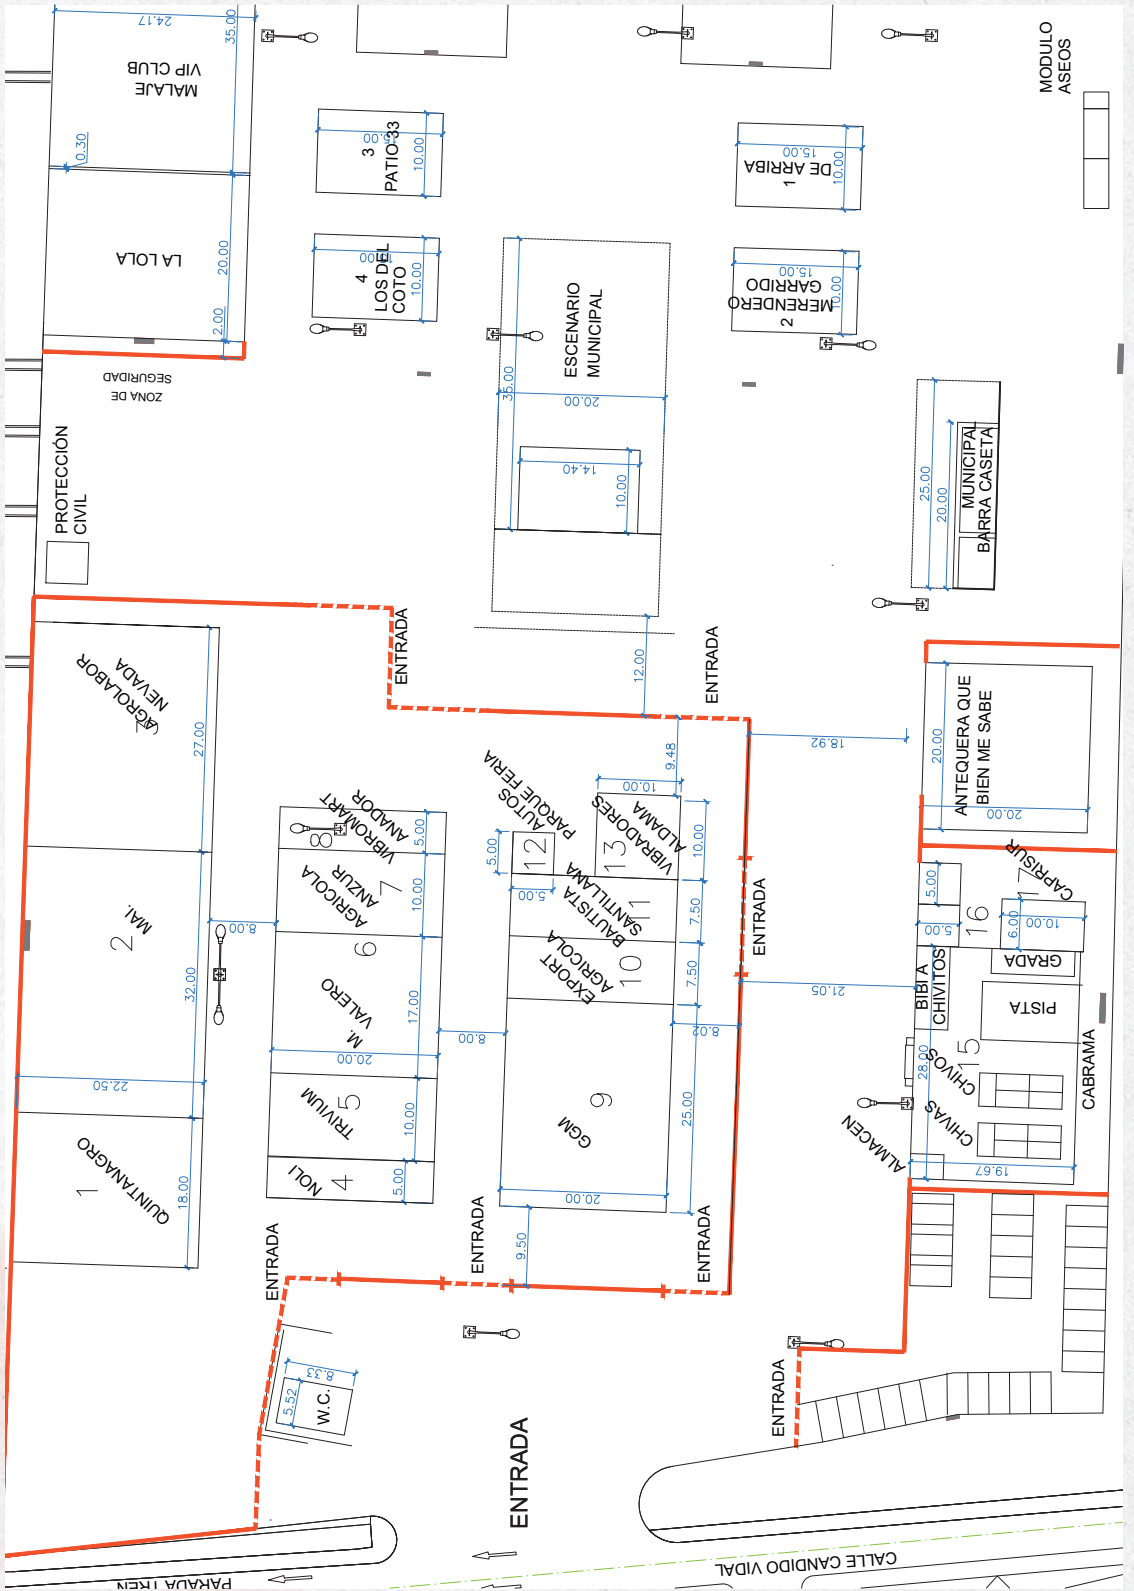 24.17
35.00
MALAJE
VIP CLUB
0.30
LA LOLA
20.00
2.00
ZONA DE
SEGURIDAD
PROTECCIÓN
CIVIL
3
PATIO 33
15.00
10.00
4
LOS DEL
COTO
10.00
ESCENARIO
MUNICIPAL
35.00
20.00
14.40
10.00
DE ARRIBA
1
15.00
10.00
MERENDERO
GARRIDO
2
15.00
10.00
MODULO
ASEOS
25.00
20.00
MUNICIPAL
BARRA CASETA
ENTRADA
12.00
ENTRADA
AGROLABOR
NEVADA
27.00
2
MAI.
32.00
22.50
1
QUINTANAGRO
18.00
8.00
8
VIBROMART
ANADOR
5.00
7
AGRICOLA
ANZUR
10.00
6
M.
VALERO
17.00
20.00
5
TRIVIUM
10.00
4
NOLI
5.00
8.00
AUTOS
PARQUE FERIA
12
5.00
5.00
13
VIBRADORES
ALDAMA
10.00
10.00
9.48
11
BAUTISTA
SANTILLANA
7.50
10
EXPORT
AGRICOLA
7.50
9
GGM
25.00
20.00
8.02
9.50
ENTRADA
18.92
21.05
ANTEQUERA QUE
BIEN ME SABE
20.00
20.00
CAPRISUR
17
10.00
6.00
16
5.00
5.00
GRADA
PISTA
BIBI A
CHIVITOS
15
CHIVOS
CHIVAS
28.00
19.67
ALMACEN
CABRAMA
ENTRADA
ENTRADA
ENTRADA
W.C.
5.52
8.33
ENTRADA
ENTRADA
CALLE CANDIDO VIDAL
PARADA TREN